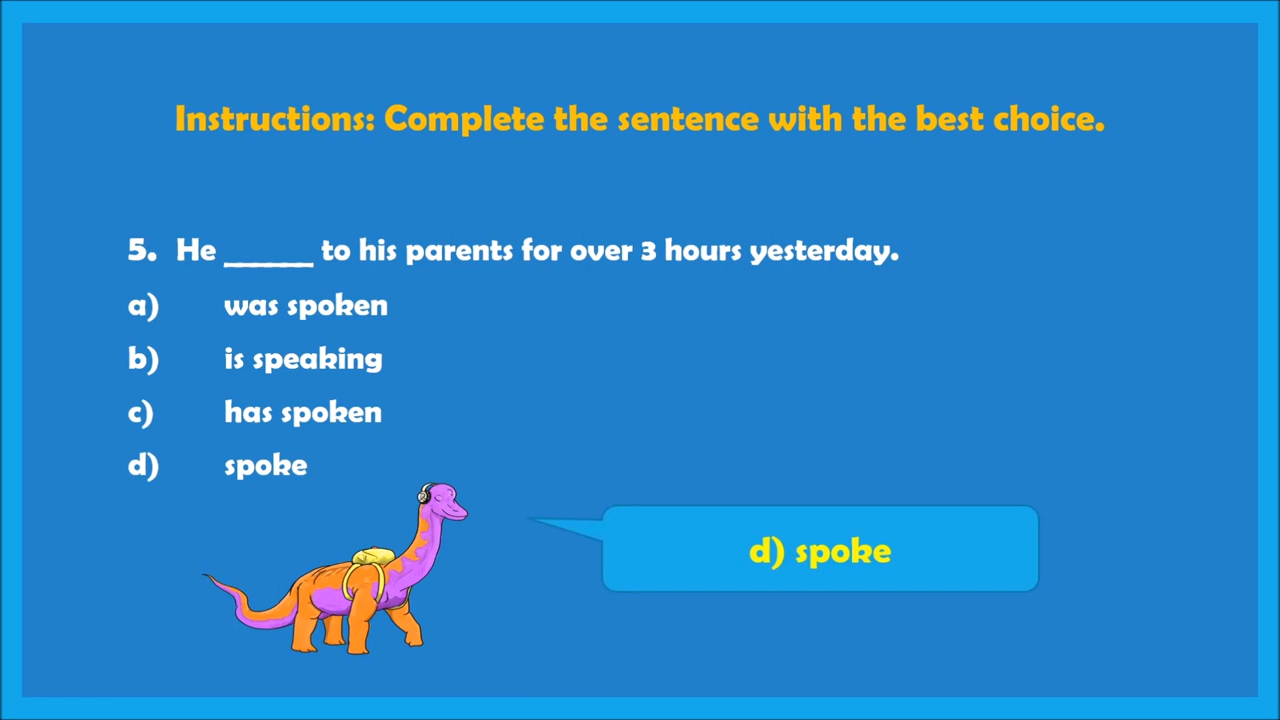 Instructions: Complete the sentence with the best choice.
5. He ______ to his parents for over 3 hours yesterday.
a) was spoken
b) is speaking
c) has spoken
d) spoke
d) spoke